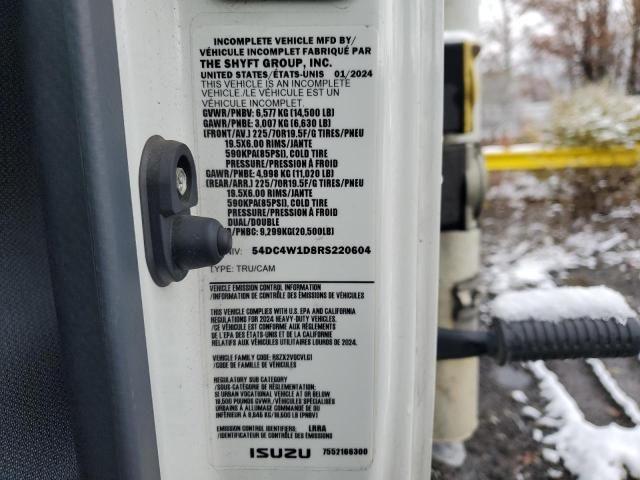 INCOMPLETE VEHICLE MFD BY/
VÉHICULE INCOMPLET FABRIQUÉ PAR
THE SHYFT GROUP, INC.
UNITED STATES/ÉTATS-UNIS 01/2024
THIS VEHICLE IS AN INCOMPLETE
VEHICLE./LE VÉHICULE EST UN
VÉHICULE INCOMPLET.
GVWR/PNBV: 6,577 KG (14,500 LB)
GAWR/PNBE: 3,007 KG (6,630 LB)
(FRONT/AV.) 225/70R19.5F/G TIRES/PNEU
19.5X6.00 RIMS/JANTE
590KPA(85PSI), COLD TIRE
PRESSURE/PRESSION À FROID
GAWR/PNBE: 4,998 KG (11,020 LB)
(REAR/ARR.) 225/70R19.5F/G TIRES/PNEU
19.5X6.00 RIMS/JANTE
590KPA(85PSI), COLD TIRE
PRESSURE/PRESSION À FROID
DUAL/DOUBLE
/PNBC: 9,299KG(20,500LB)
NIV: 54DC4W1D8RS220604
TYPE: TRU/CAM
VEHICLE EMISSION CONTROL INFORMATION
/INFORMATION DE CONTRÔLE DES ÉMISSIONS DE VÉHICULES
THIS VEHICLE COMPLIES WITH U.S. EPA AND CALIFORNIA
REGULATIONS FOR 2024 HEAVY-DUTY VEHICLES.
/CE VÉHICULE EST CONFORME AUX RÈGLEMENTS
DE L'EPA DES ÉTATS-UNIS ET DE CALIFORNIE
RELATIFS AUX VÉHICULES UTILITAIRES LOURDS DE 2024.
VEHICLE FAMILY CODE: RSZX2VOCVLG1
/CODE DE FAMILLE DE VÉHICULES
REGULATORY SUB CATEGORY
/SOUS-CATÉGORIE DE RÉGLEMENTATION:
SI URBAN VOCATIONAL VEHICLE AT OR BELOW
19,500 POUNDS GVWR./VÉHICULES SPÉCIALISÉS
URBAINS À ALLUMAGE COMMANDÉ DE OU
INFÉRIEUR À 8,845 KG/19,500 LB (PNBV)
EMISSION CONTROL IDENTIFIERS: LRRA
/IDENTIFICATEUR DE CONTRÔLE DES ÉMISSIONS
ISUZU 7552166300